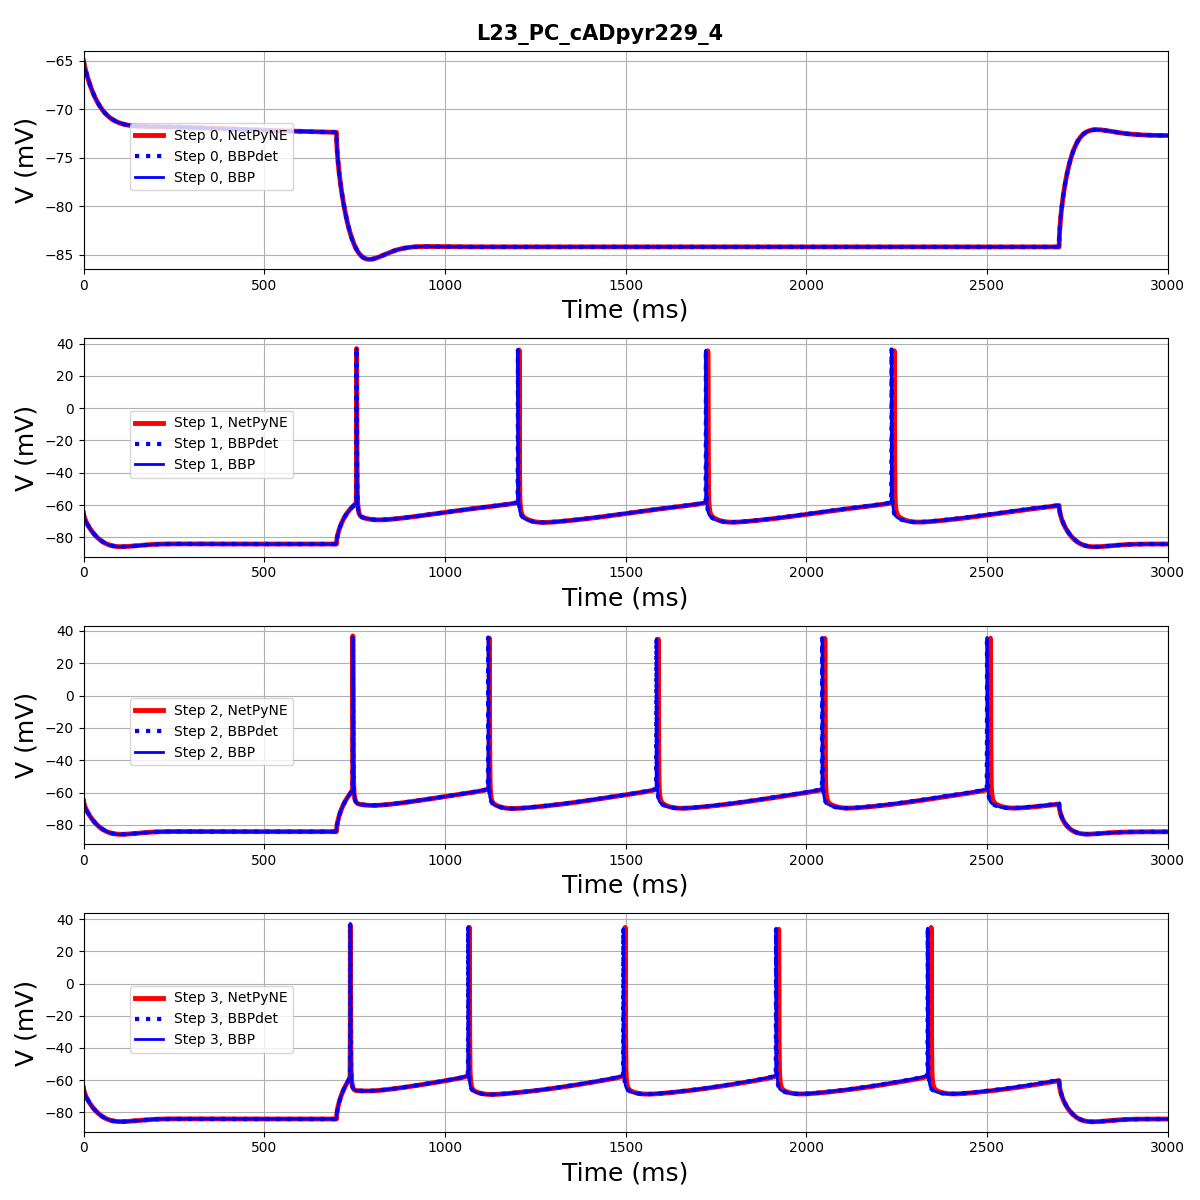 L23_PC_cADpyr229_4
−65
−70
−75
−80
−85
V (mV)
Step 0, NetPyNE
Step 0, BBPdet
Step 0, BBP
0 500 1000 1500 2000 2500 3000
Time (ms)
40
20
0
−20
−40
−60
−80
V (mV)
Step 1, NetPyNE
Step 1, BBPdet
Step 1, BBP
0 500 1000 1500 2000 2500 3000
Time (ms)
40
20
0
−20
−40
−60
−80
V (mV)
Step 2, NetPyNE
Step 2, BBPdet
Step 2, BBP
0 500 1000 1500 2000 2500 3000
Time (ms)
40
20
0
−20
−40
−60
−80
V (mV)
Step 3, NetPyNE
Step 3, BBPdet
Step 3, BBP
0 500 1000 1500 2000 2500 3000
Time (ms)